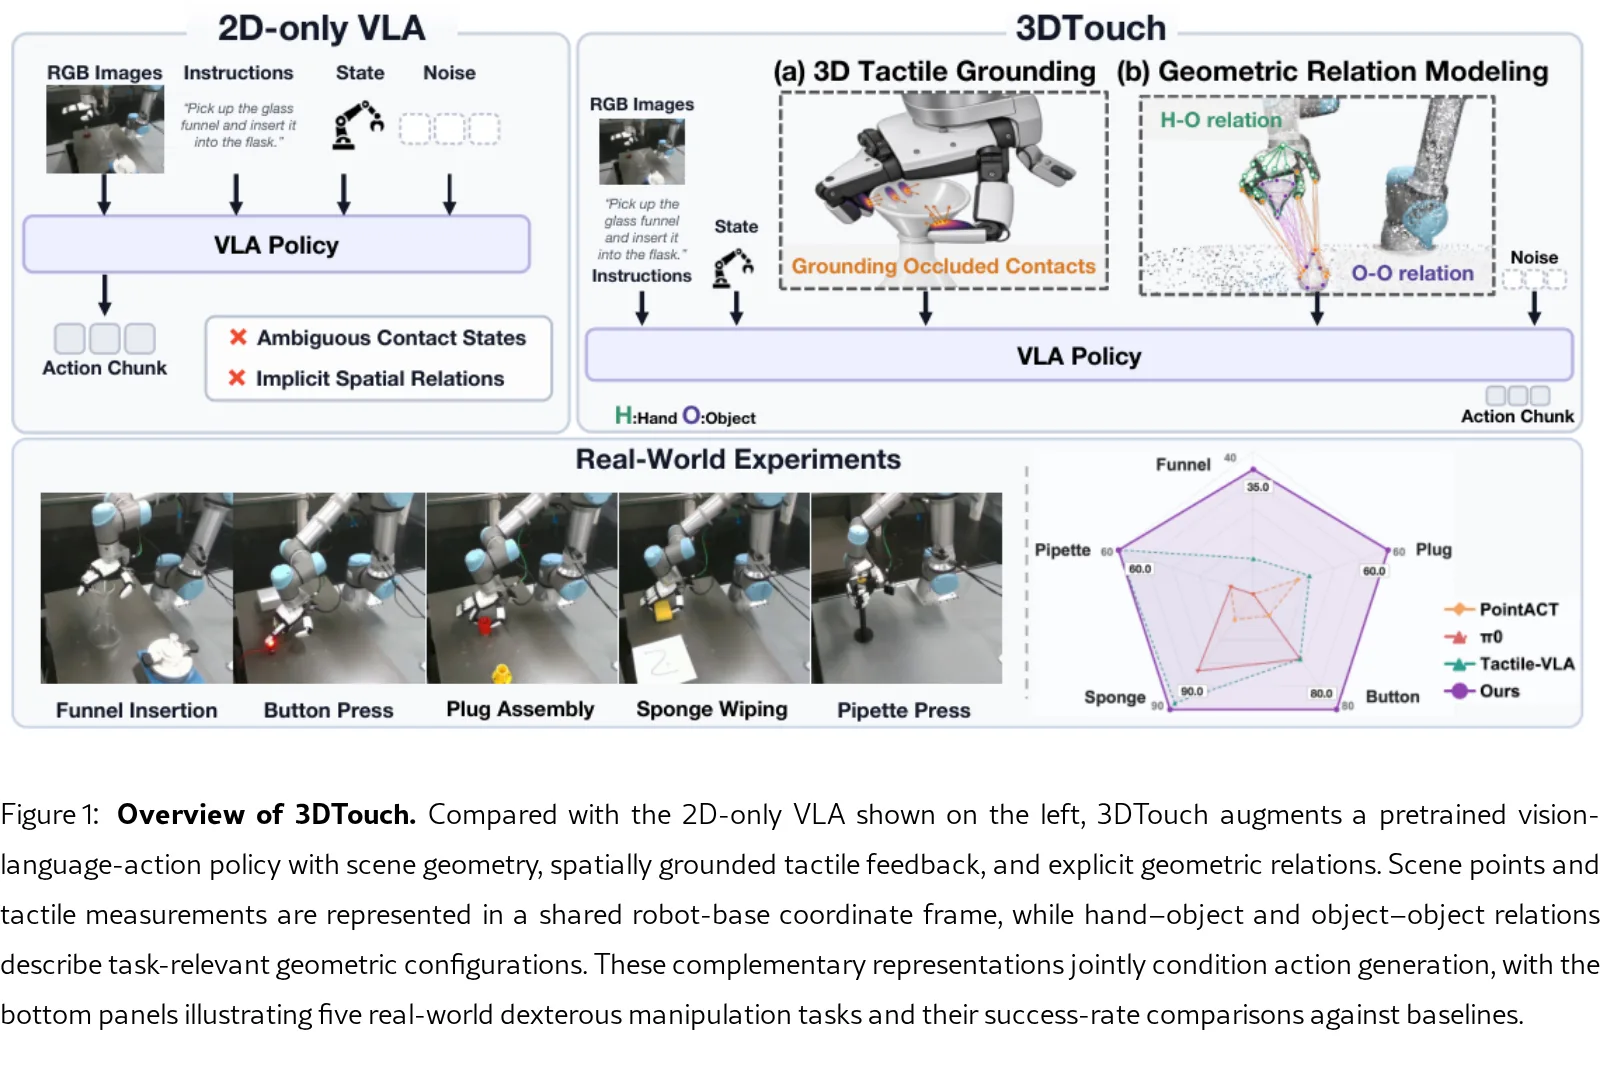 2D-only VLA
RGB Images
Instructions
State
Noise
"Pick up the glass
funnel and insert it
into the flask."
VLA Policy
Action Chunk
✕ Ambiguous Contact States
✕ Implicit Spatial Relations
3DTouch
RGB Images
"Pick up the
glass funnel
and insert it
into the flask."
Instructions
State
(a) 3D Tactile Grounding
Grounding Occluded Contacts
(b) Geometric Relation Modeling
H-O relation
O-O relation
Noise
VLA Policy
H:Hand O:Object
Action Chunk
Real-World Experiments
Funnel Insertion
Button Press
Plug Assembly
Sponge Wiping
Pipette Press
Funnel
40
35.0
Pipette
60
60.0
60
Plug
60.0
Sponge
90
90.0
80.0
80
Button
PointACT
π0
Tactile-VLA
Ours
Figure 1: Overview of 3DTouch. Compared with the 2D-only VLA shown on the left, 3DTouch augments a pretrained vision-
language-action policy with scene geometry, spatially grounded tactile feedback, and explicit geometric relations. Scene points and
tactile measurements are represented in a shared robot-base coordinate frame, while hand–object and object–object relations
describe task-relevant geometric configurations. These complementary representations jointly condition action generation, with the
bottom panels illustrating five real-world dexterous manipulation tasks and their success-rate comparisons against baselines.